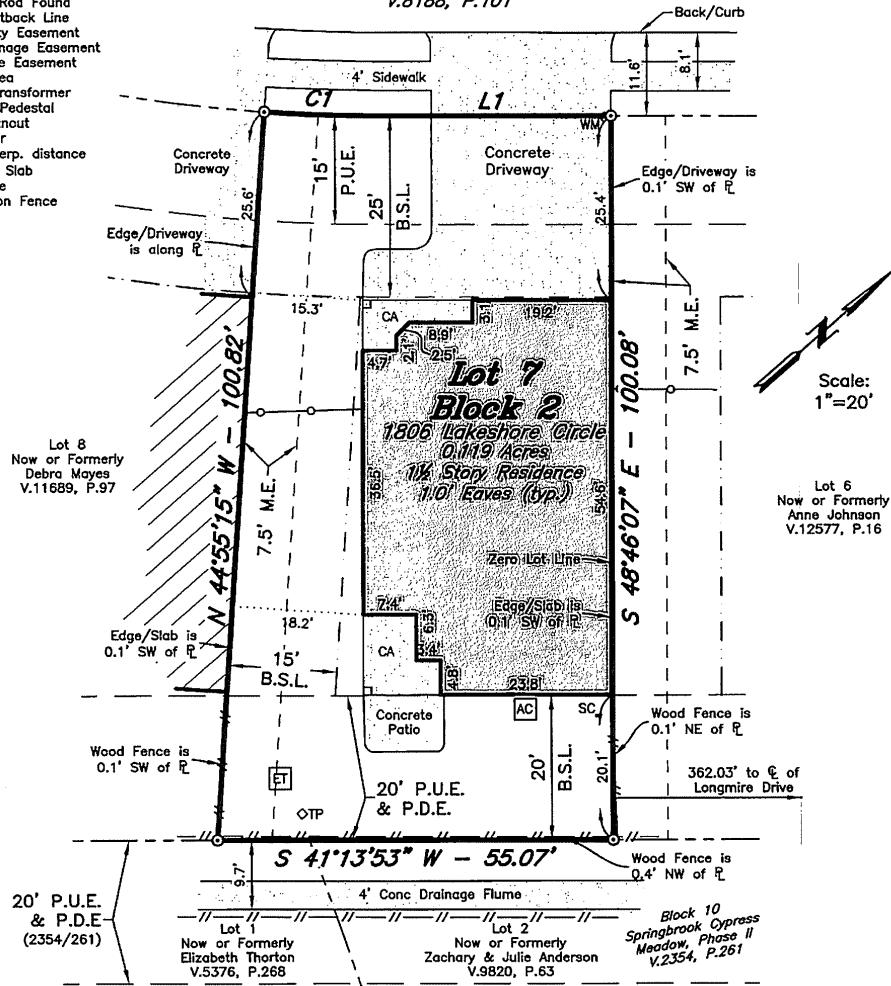 Rod Found
V.8188, P.101
tback Line
y Easement
nage Easement
e Easement
ea
ransformer
Pedestal
nout
r
erp. distance
Slab
e
on Fence
Back/Curb
4' Sidewalk
11.6'
8.1'
C1
L1
WM
Concrete
Driveway
15'
P.U.E.
25'
B.S.L.
Concrete
Driveway
Edge/Driveway is
0.1' SW of PL
25.6'
25.4'
Edge/Driveway
is along PL
15.3'
CA
3.1'
19.2'
8.9'
2.1'
2.5'
4.7'
7.5' M.E.
N
Scale:
1"=20'
Lot 7
Block 2
1806 Lakeshore Circle
0.119 Acres
1½ Story Residence
1.0' Eaves (typ.)
N 44°55'15" W - 100.82'
S 48°46'07" E - 100.08'
Lot 8
Now or Formerly
Debra Mayes
V.11689, P.97
7.5' M.E.
54.6'
Lot 6
Now or Formerly
Anne Johnson
V.12577, P.16
Zero Lot Line
Edge/Slab is
0.1' SW of PL
7.4'
6.3'
3.4'
4.8'
23.8'
18.2'
CA
Edge/Slab is
0.1' SW of PL
15'
B.S.L.
Concrete
Patio
AC
SC
Wood Fence is
0.1' NE of PL
Wood Fence is
0.1' SW of PL
ET
TP
20' P.U.E.
& P.D.E.
20'
B.S.L.
20.1'
362.03' to CL of
Longmire Drive
S 41°13'53" W - 55.07'
Wood Fence is
0.4' NW of PL
9.7'
4' Conc Drainage Flume
20' P.U.E.
& P.D.E
(2354/261)
Lot 1
Now or Formerly
Elizabeth Thorton
V.5376, P.268
Lot 2
Now or Formerly
Zachary & Julie Anderson
V.9820, P.63
Block 10
Springbrook Cypress
Meadow, Phase II
V.2354, P.261